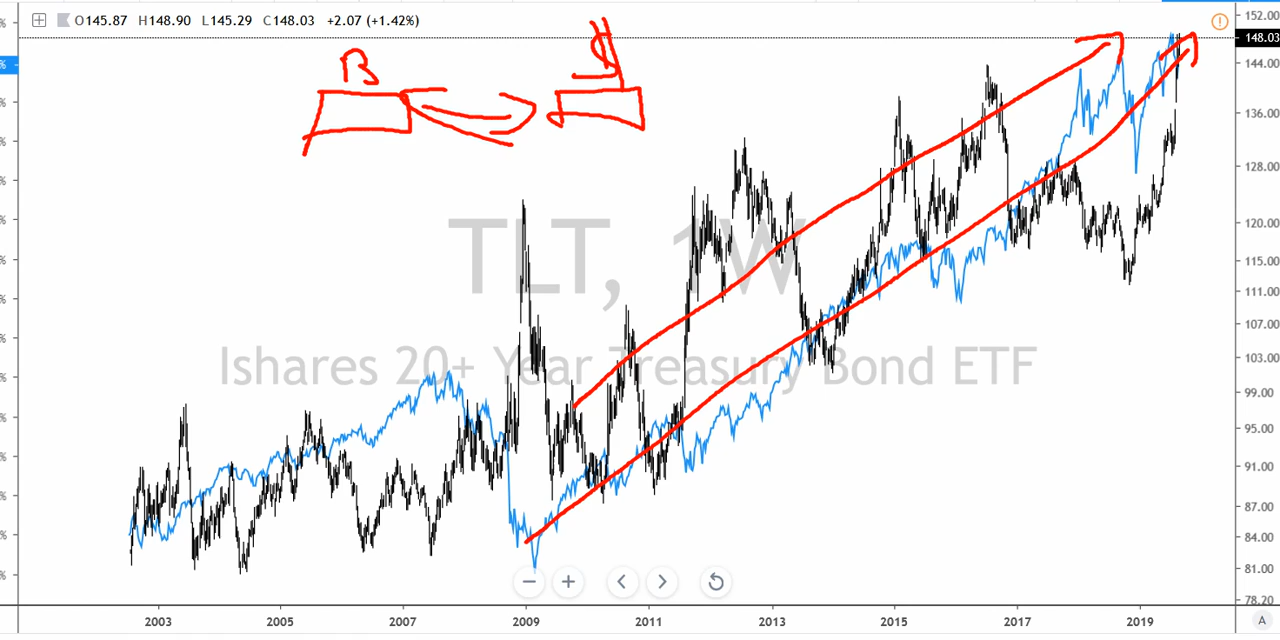 O145.87 H148.90 L145.29 C148.03 +2.07 (+1.42%)
B $
TLT, 1W
Ishares 20+ Year Treasury Bond ETF
152.00
148.03
144.00
136.00
128.00
120.00
115.00
111.00
107.00
103.00
99.00
95.00
91.00
87.00
84.00
81.00
78.20
2003 2005 2007 2009 2011 2013 2015 2017 2019
A